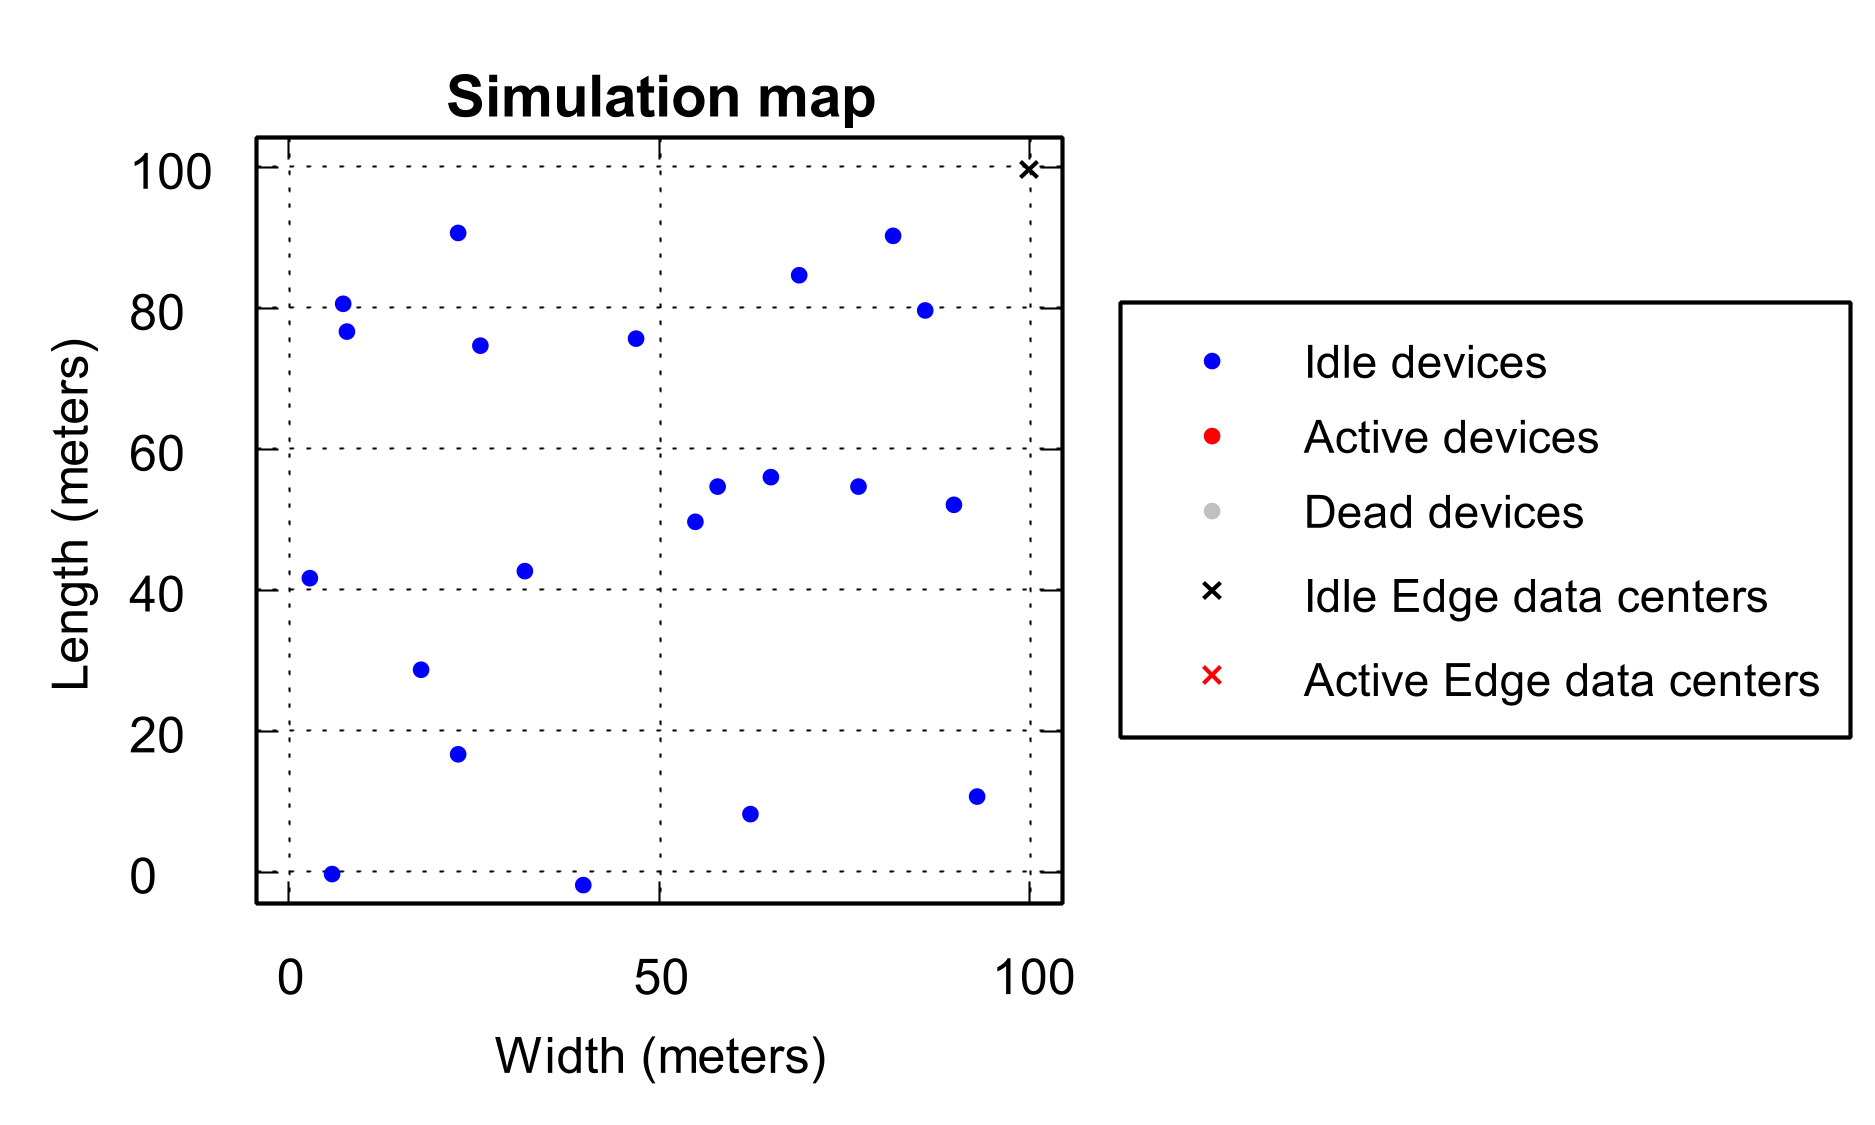 Simulation map
100
80
60
40
20
0
Length (meters)
0 50 100
Width (meters)
Idle devices
Active devices
Dead devices
Idle Edge data centers
Active Edge data centers